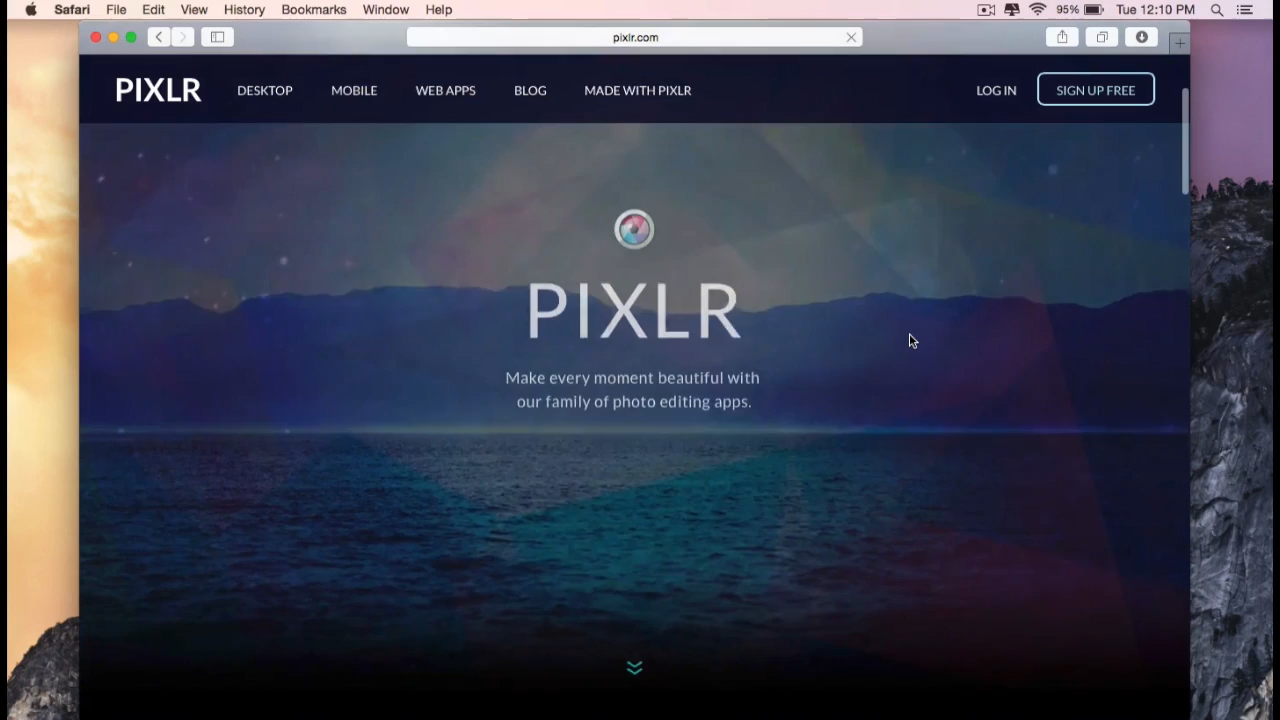 Safari File Edit View History Bookmarks Window Help 95% Tue 12:10 PM
pixlr.com
PIXLR DESKTOP MOBILE WEB APPS BLOG MADE WITH PIXLR LOG IN SIGN UP FREE
PIXLR
Make every moment beautiful with
our family of photo editing apps.